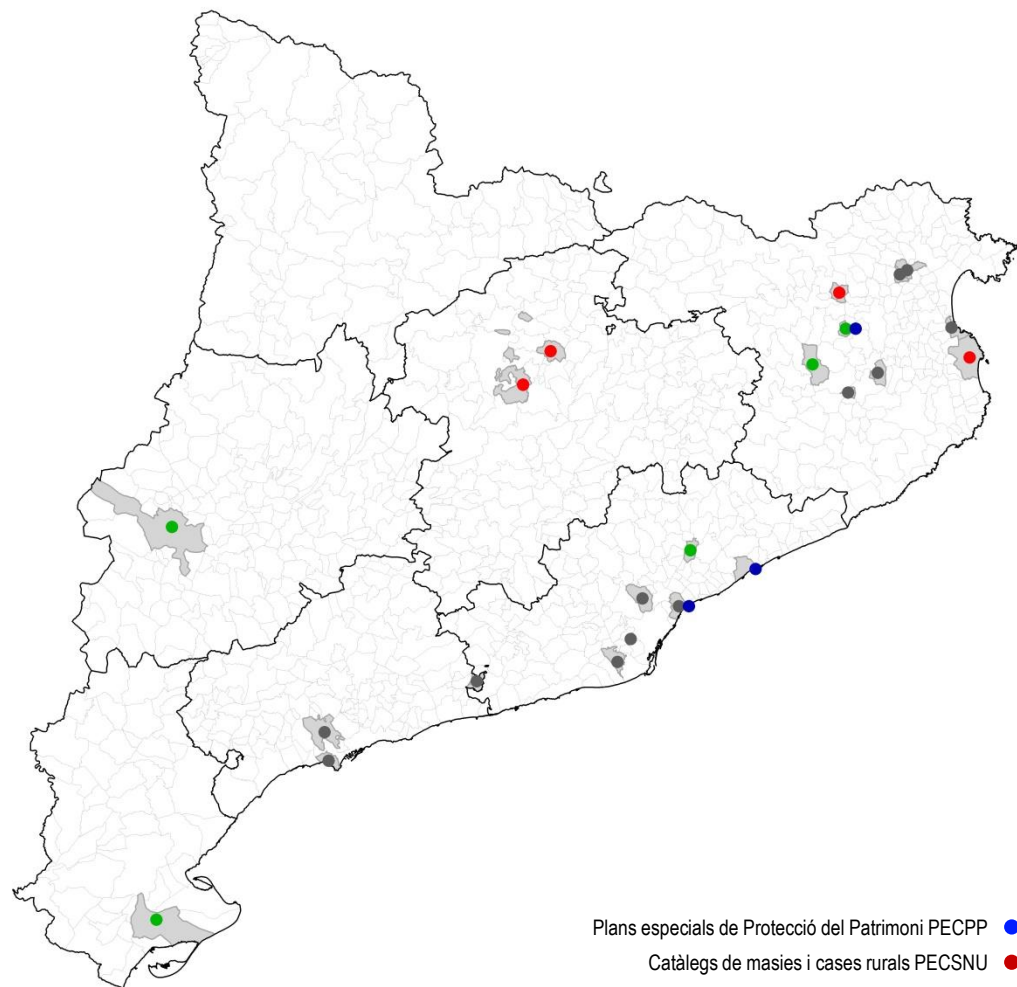 Plans especials de Protecció del Patrimoni PECPP
Catàlegs de masies i cases rurals PECSNU